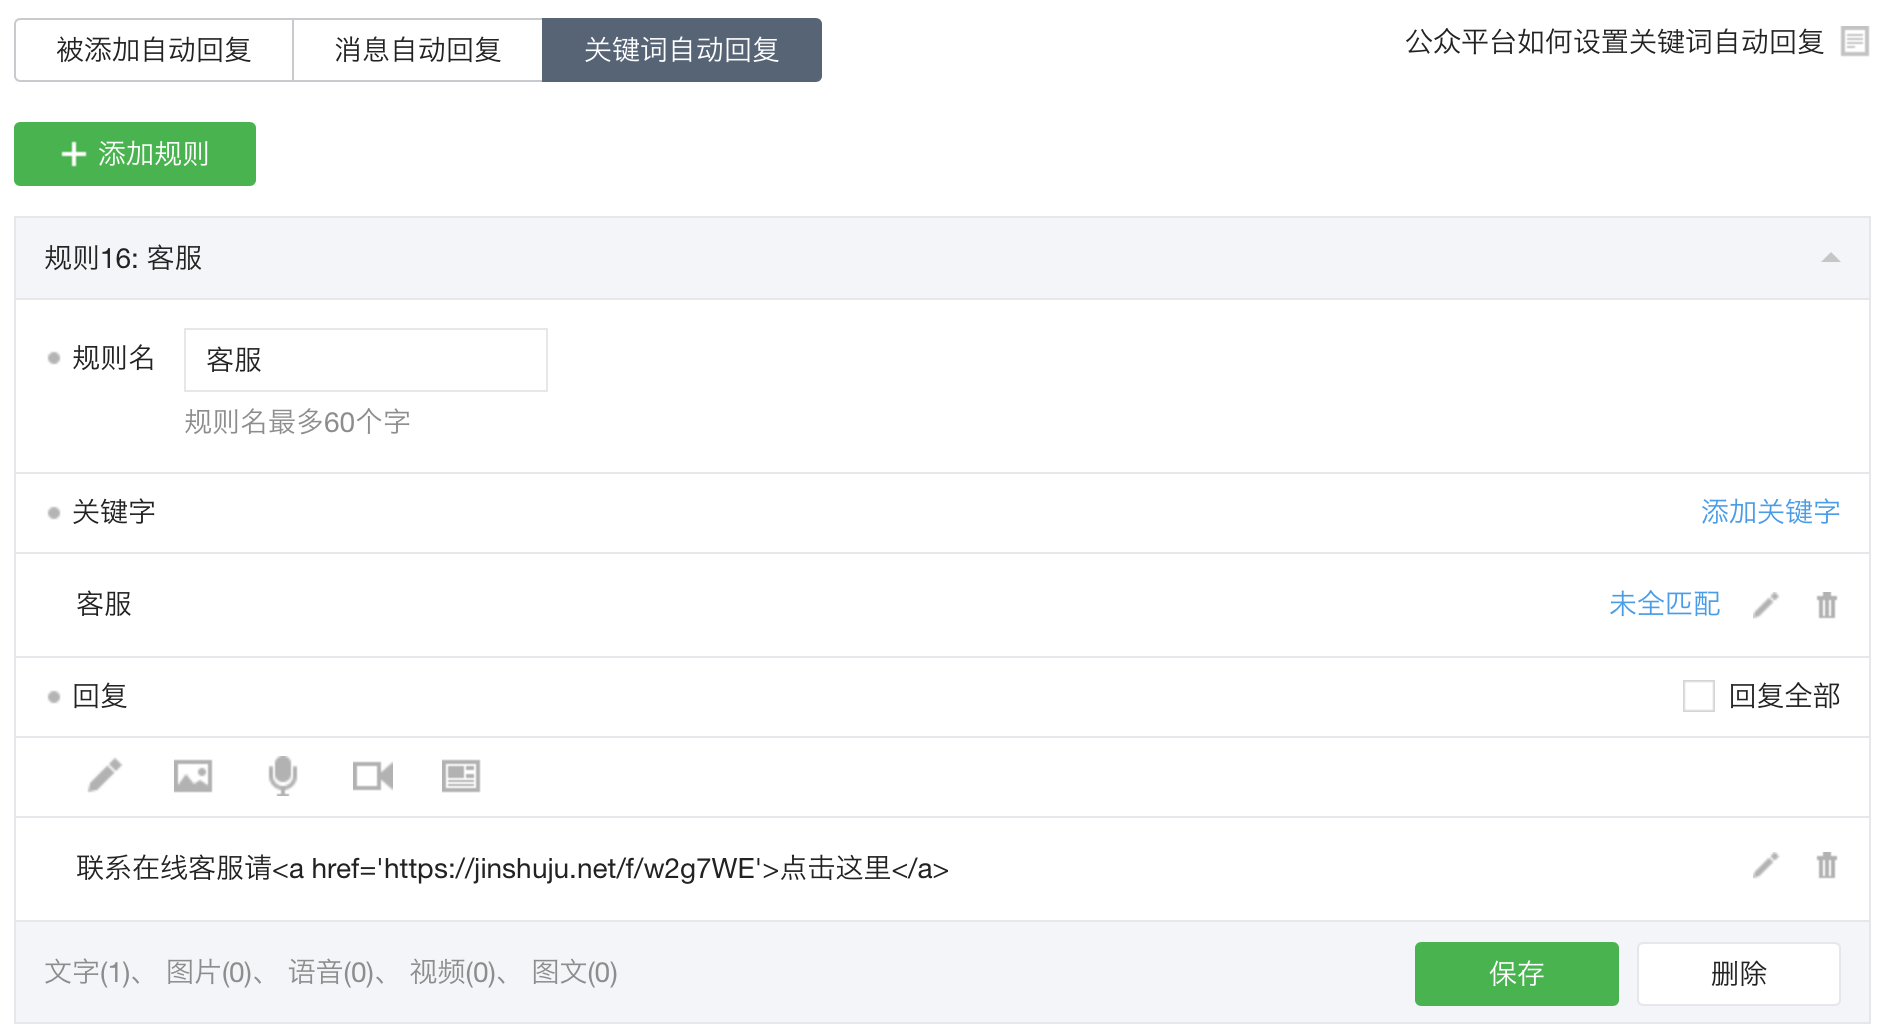 被添加自动回复 消息自动回复 关键词自动回复 公众平台如何设置关键词自动回复
添加规则
规则16: 客服
规则名 客服
规则名最多60个字
关键字 添加关键字
客服 未全匹配
回复 回复全部
联系在线客服请<a href='https://jinshuju.net/f/w2g7WE'>点击这里</a>
文字(1)、 图片(0)、 语音(0)、 视频(0)、 图文(0) 保存 删除